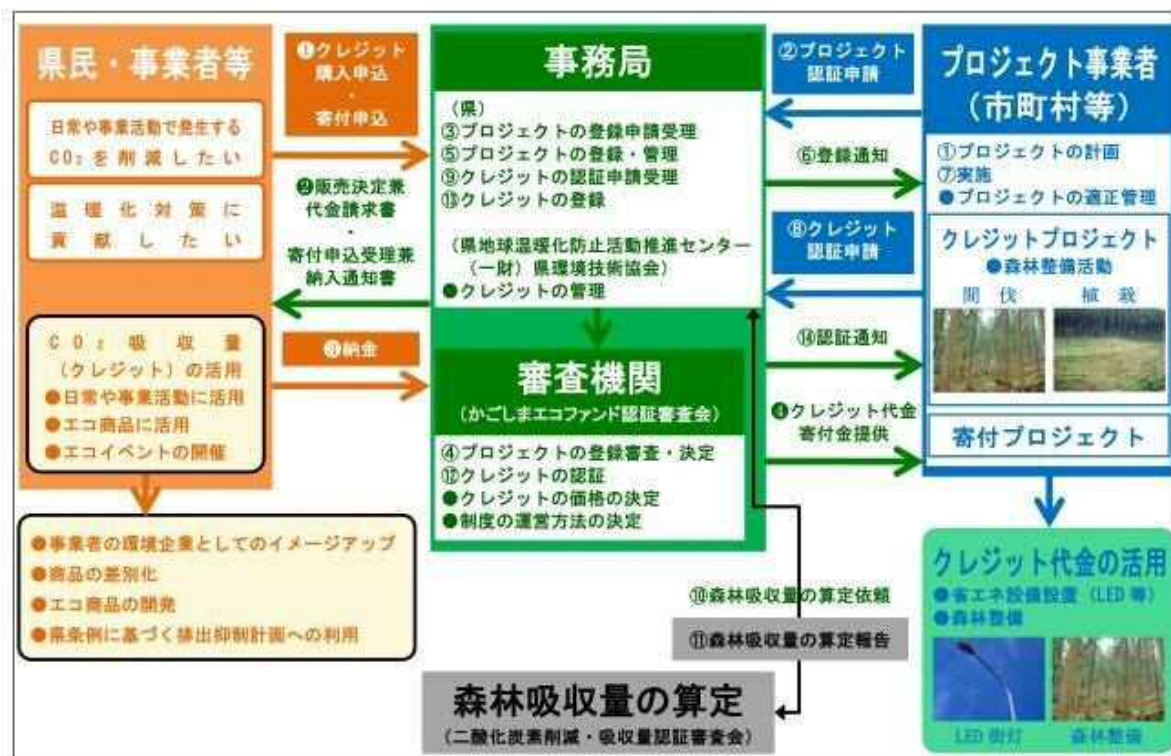 県民・事業者等
日常や事業活動で発生する
CO₂を削減したい
温暖化対策に
貢献したい
CO₂吸収量
(クレジット)の活用
●日常や事業活動に活用
●エコ商品に活用
●エコイベントの開催
●事業者の環境企業としてのイメージアップ
●商品の差別化
●エコ商品の開発
●県条例に基づく排出抑制計画への利用
❶クレジット
購入申込
・
寄付申込
❷販売決定兼
代金請求書
・
寄付申込受理兼
納入通知書
❸納金
事務局
(県)
③プロジェクトの登録申請受理
⑤プロジェクトの登録・管理
⑨クレジットの認証申請受理
⑬クレジットの登録
(県地球温暖化防止活動推進センター
(一財)県環境技術協会)
●クレジットの管理
審査機関
(かごしまエコファンド認証審査会)
④プロジェクトの登録審査・決定
⑫クレジットの認証
●クレジットの価格の決定
●制度の運営方法の決定
②プロジェクト
認証申請
⑥登録通知
⑧クレジット
認証申請
⑭認証通知
❹クレジット代金
寄付金提供
⑩森林吸収量の算定依頼
⑪森林吸収量の算定報告
森林吸収量の算定
(二酸化炭素削減・吸収量認証審査会)
プロジェクト事業者
(市町村等)
①プロジェクトの計画
⑦実施
●プロジェクトの適正管理
クレジットプロジェクト
●森林整備活動
間伐 植栽
寄付プロジェクト
クレジット代金の活用
●省エネ設備設置(LED等)
●森林整備
LED街灯 森林整備